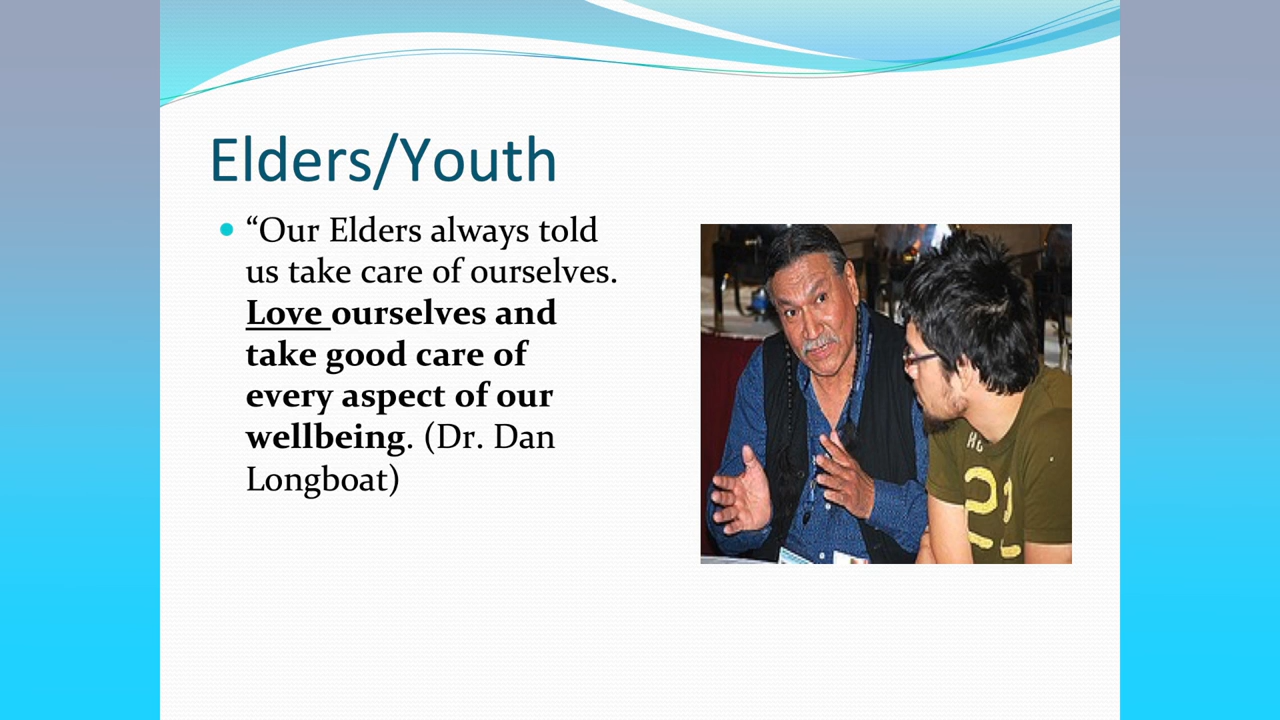 Elders/Youth
“Our Elders always told
us take care of ourselves.
Love ourselves and
take good care of
every aspect of our
wellbeing. (Dr. Dan
Longboat)
22